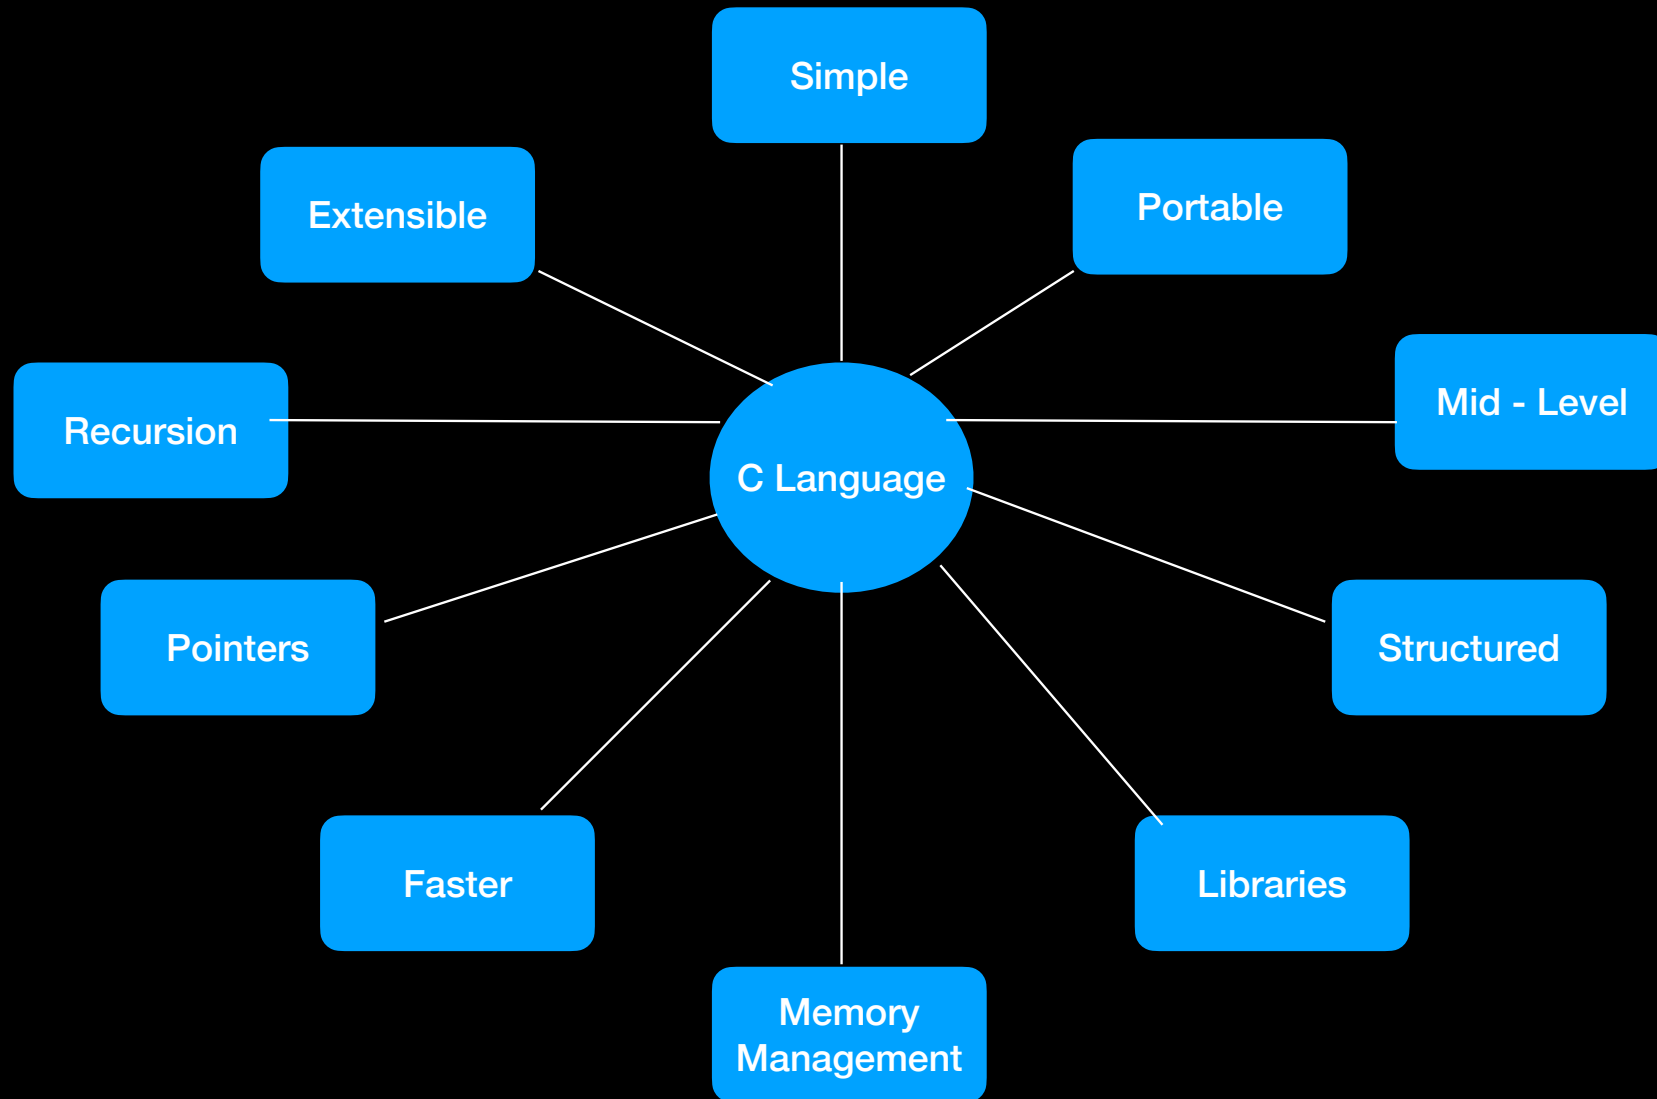 Simple
Extensible
Portable
Mid - Level
Recursion
C Language
Pointers
Structured
Faster
Libraries
Memory
Management